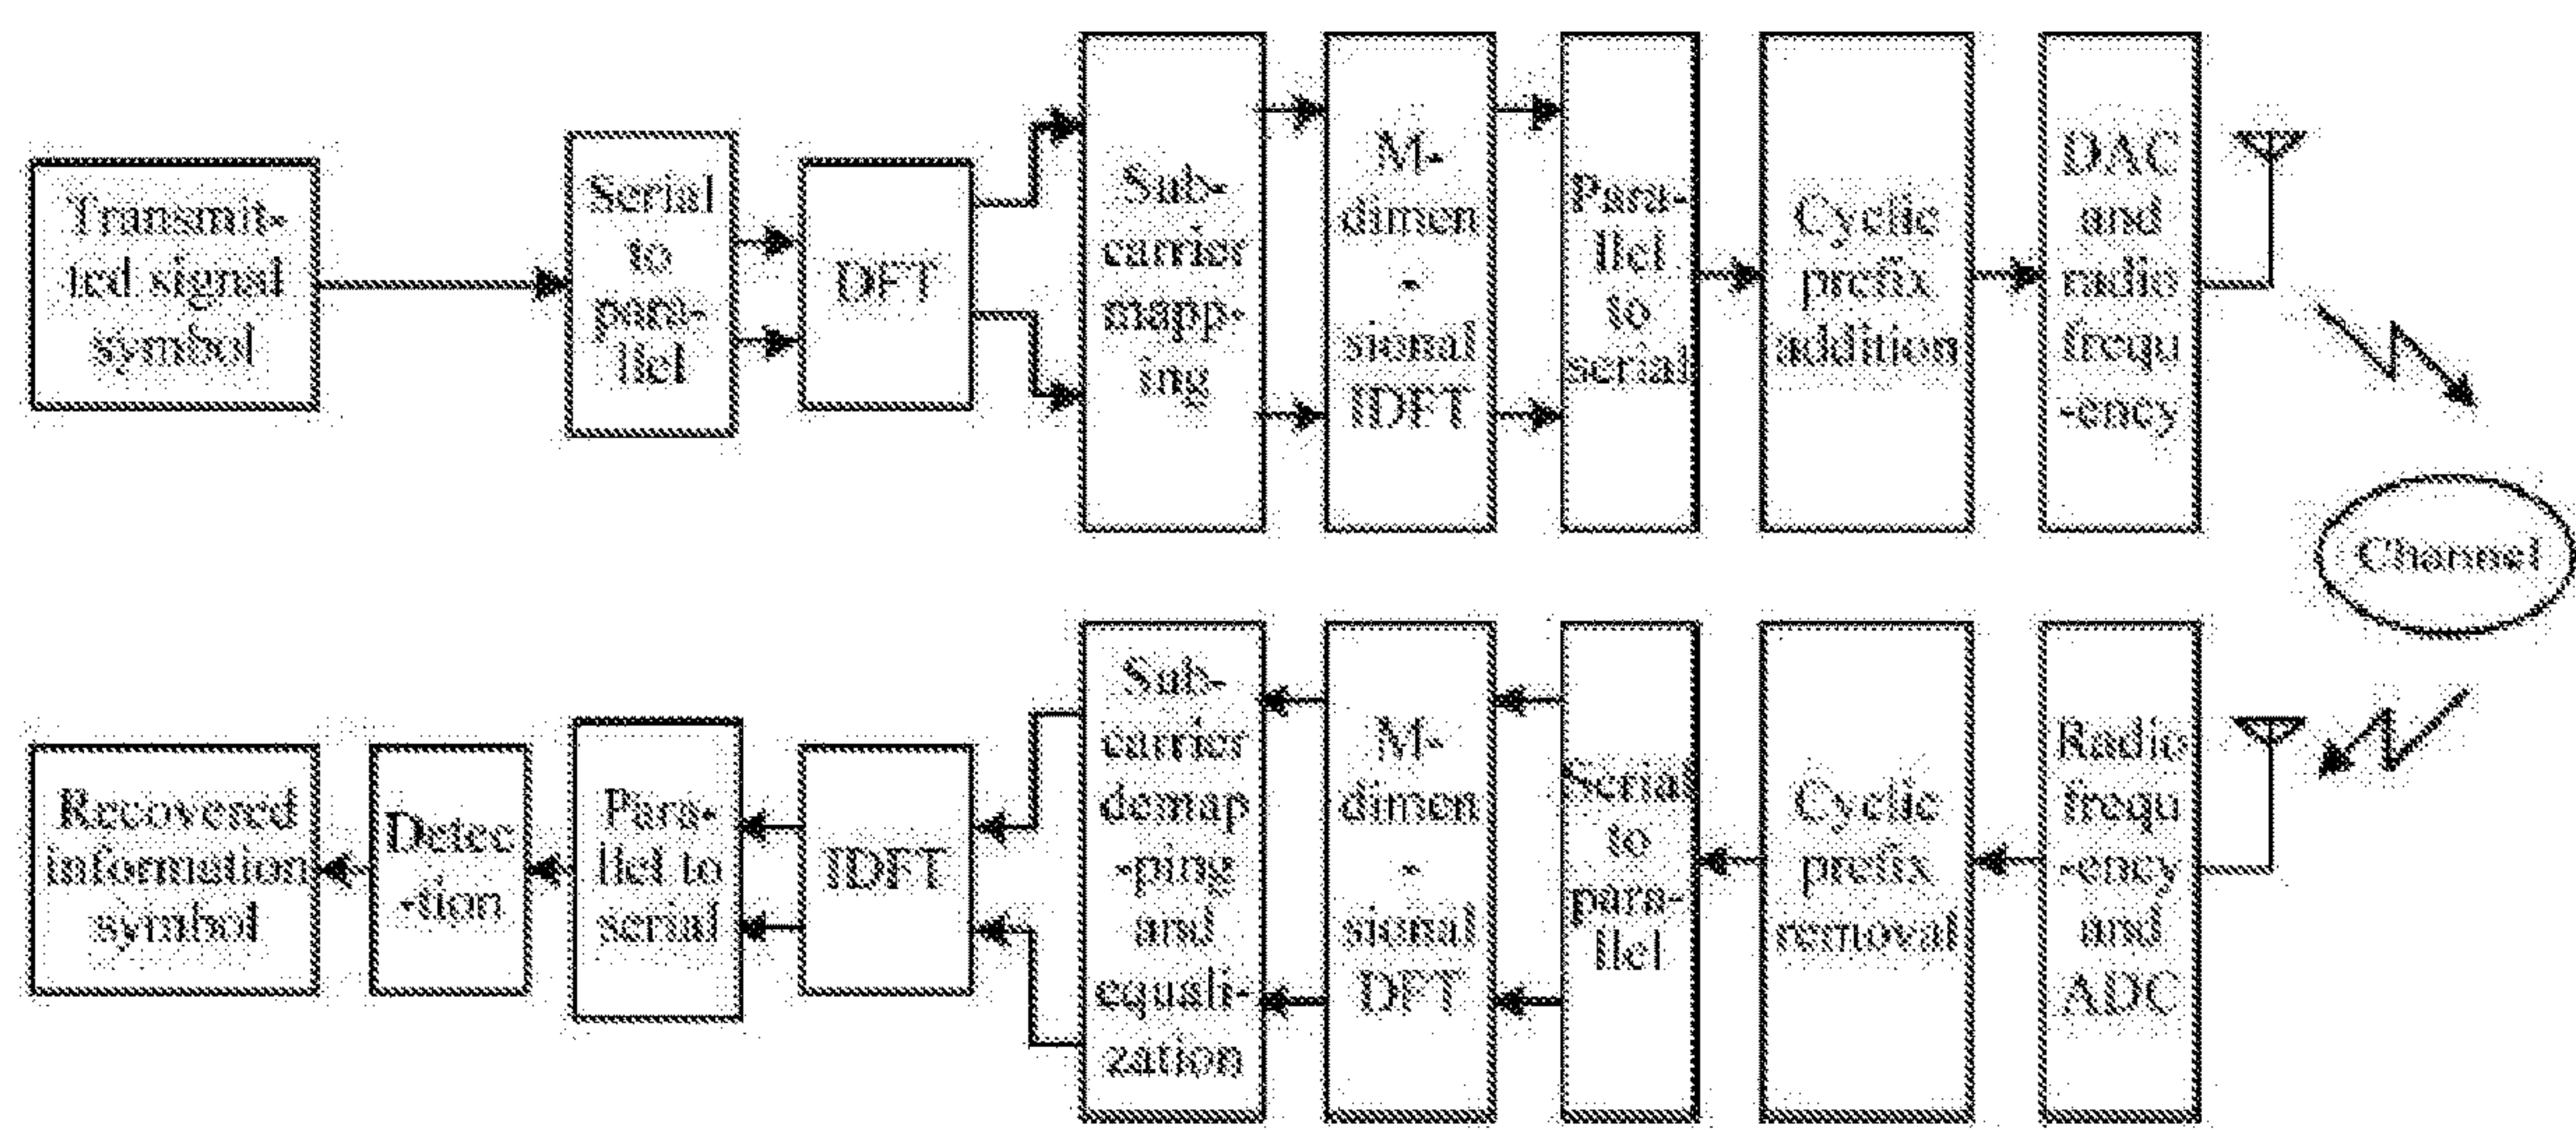 Transmit-
ted signal
symbol
Serial
to
para-
llel
DFT
Sub-
carrier
mapp-
ing
M-
dimen
-
sional
IDFT
Para-
llel
to
serial
Cyclic
prefix
addition
DAC
and
radio
frequ
-ency
Channel
Recovered
information
symbol
Detec
-tion
Para-
llel to
serial
IDFT
Sub-
carrier
demap
-ping
and
equali-
zation
M-
dimen
-
sional
DFT
Serial
to
para-
llel
Cyclic
prefix
removal
Radio
frequ
-ency
and
ADC